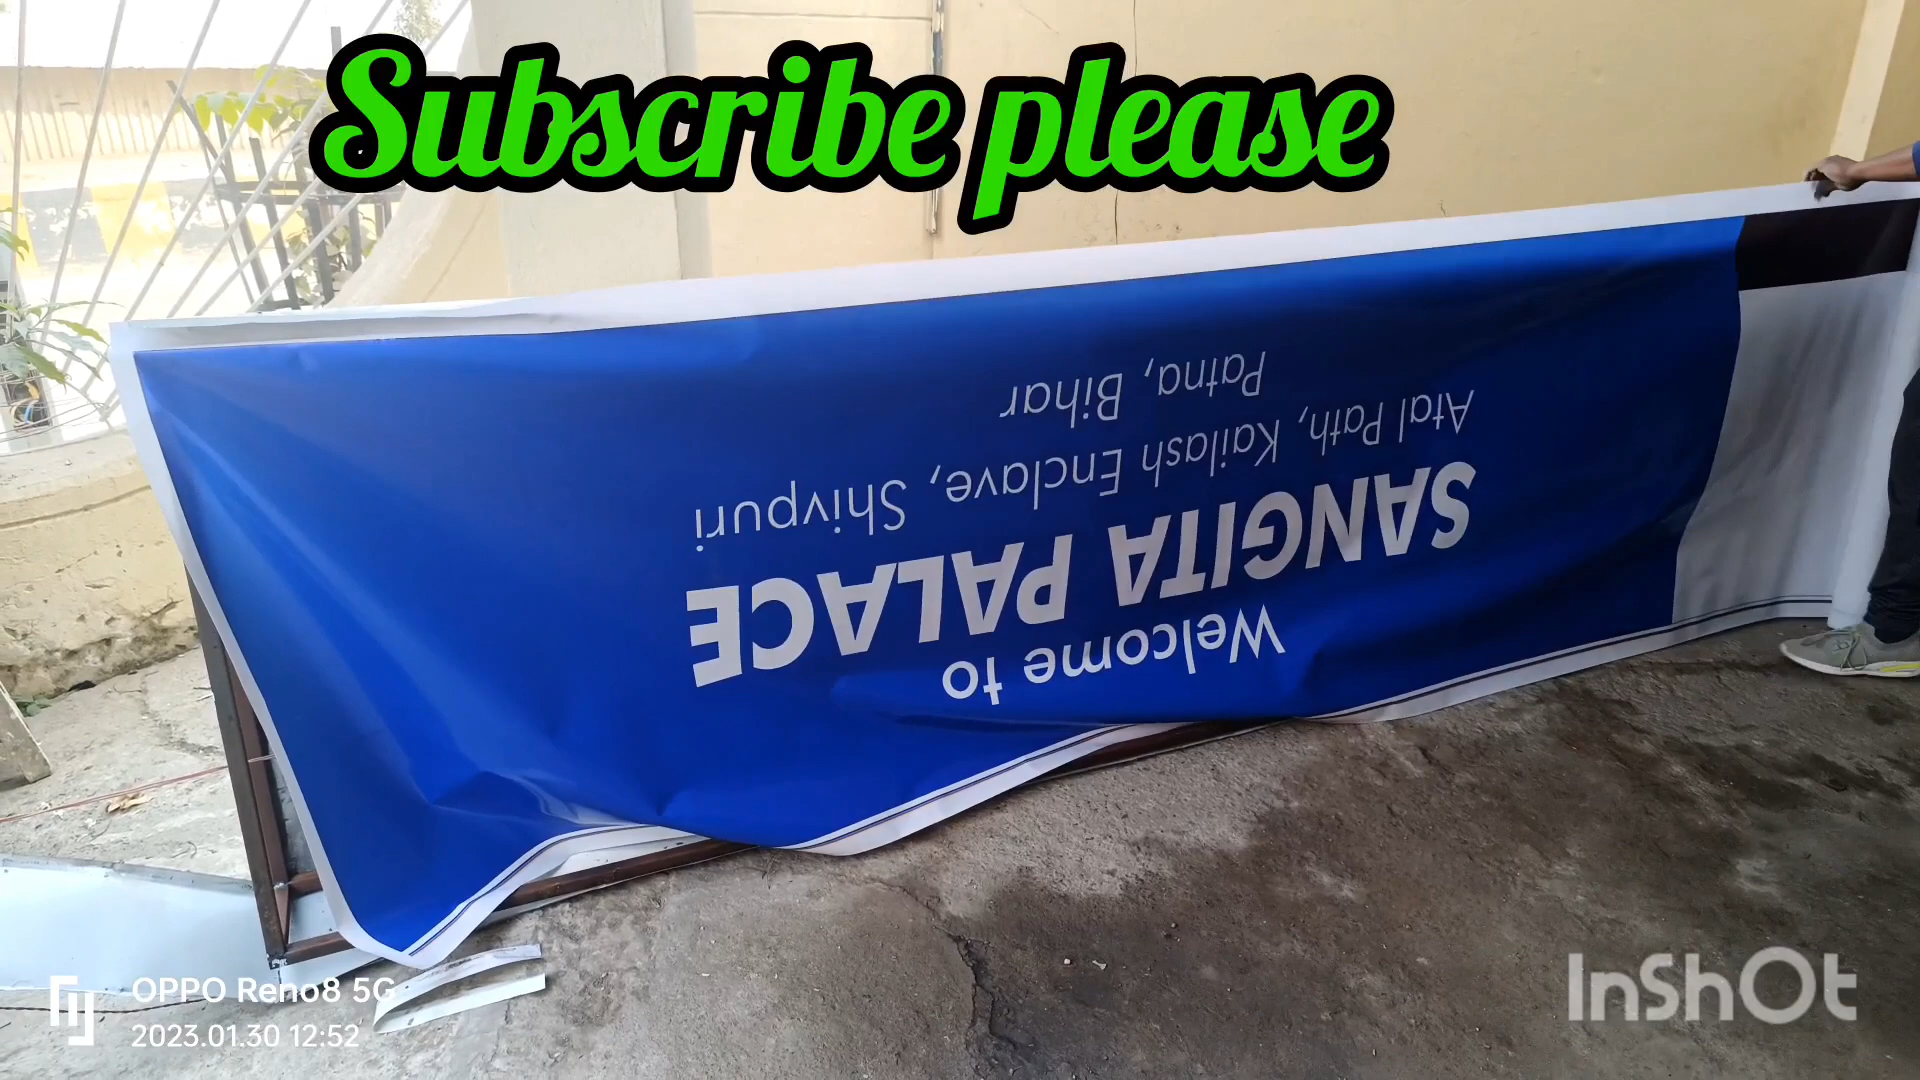 Subscribe please
Welcome to
SANGITA PALACE
Atal Path, Kailash Enclave, Shivpuri
Patna, Bihar
OPPO Reno8 5G
2023.01.30 12:52
InShOt